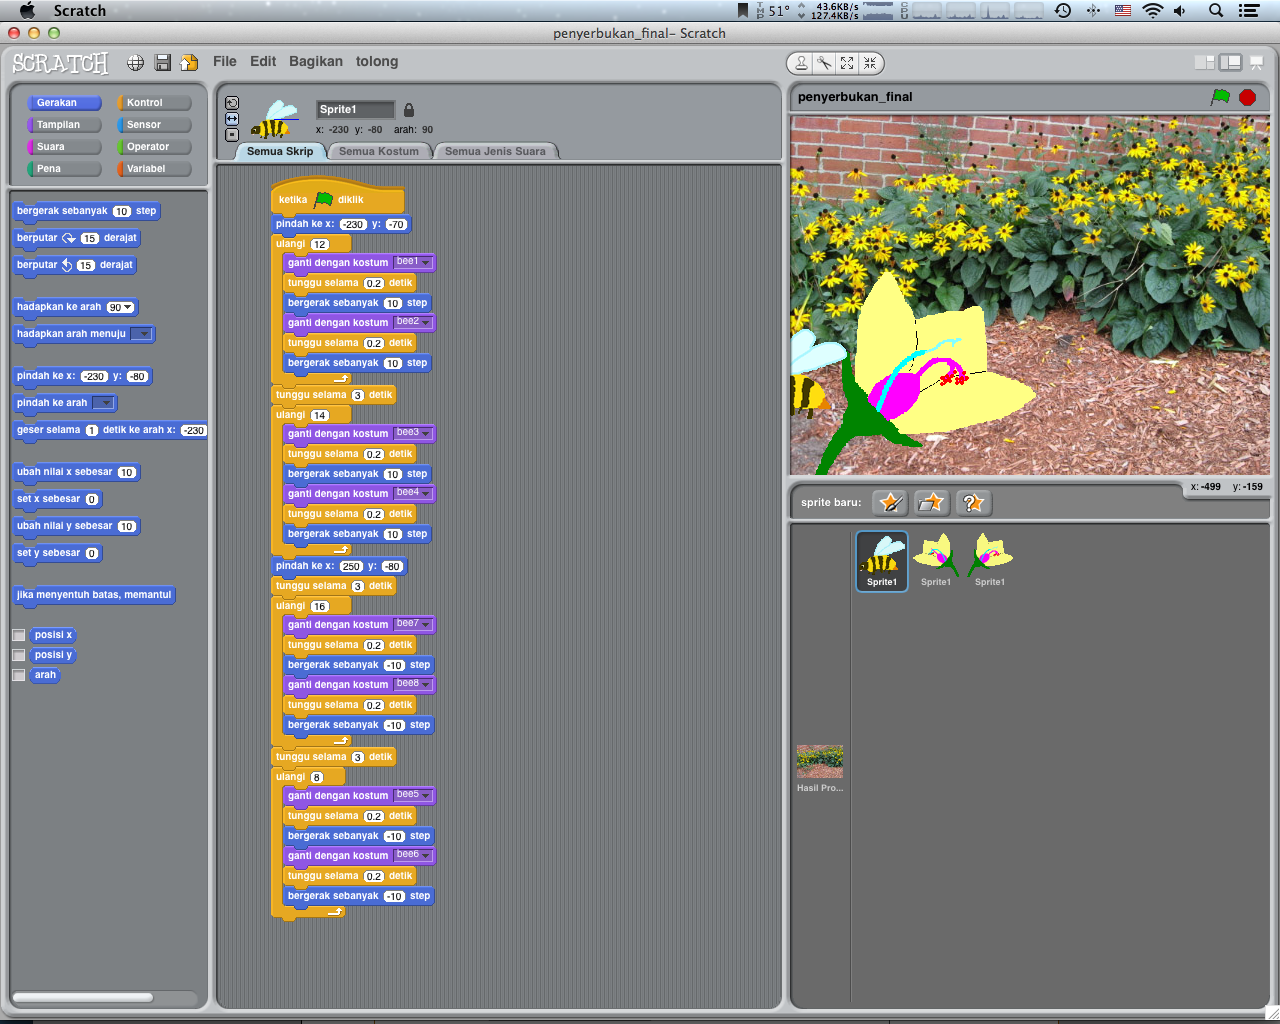 Scratch
51°
43.6KB/s
127.4KB/s
penyerbukan_final– Scratch
SCRATCH
File Edit Bagikan tolong
Gerakan Kontrol
Tampilan Sensor
Suara Operator
Pena Variabel
bergerak sebanyak 10 step
berputar 15 derajat
berputar 15 derajat
hadapkan ke arah 90
hadapkan arah menuju
pindah ke x: -230 y: -80
pindah ke arah
geser selama 1 detik ke arah x: -230
ubah nilai x sebesar 10
set x sebesar 0
ubah nilai y sebesar 10
set y sebesar 0
jika menyentuh batas, memantul
posisi x
posisi y
arah
Sprite1
x: -230 y: -80 arah: 90
Semua Skrip Semua Kostum Semua Jenis Suara
ketika diklik
pindah ke x: -230 y: -70
ulangi 12
ganti dengan kostum bee1
tunggu selama 0.2 detik
bergerak sebanyak 10 step
ganti dengan kostum bee2
tunggu selama 0.2 detik
bergerak sebanyak 10 step
tunggu selama 3 detik
ulangi 14
ganti dengan kostum bee3
tunggu selama 0.2 detik
bergerak sebanyak 10 step
ganti dengan kostum bee4
tunggu selama 0.2 detik
bergerak sebanyak 10 step
pindah ke x: 250 y: -80
tunggu selama 3 detik
ulangi 16
ganti dengan kostum bee7
tunggu selama 0.2 detik
bergerak sebanyak -10 step
ganti dengan kostum bee8
tunggu selama 0.2 detik
bergerak sebanyak -10 step
tunggu selama 3 detik
ulangi 8
ganti dengan kostum bee5
tunggu selama 0.2 detik
bergerak sebanyak -10 step
ganti dengan kostum bee6
tunggu selama 0.2 detik
bergerak sebanyak -10 step
penyerbukan_final
x: -499 y: -159
sprite baru:
Sprite1 Sprite1 Sprite1
Hasil Pro...